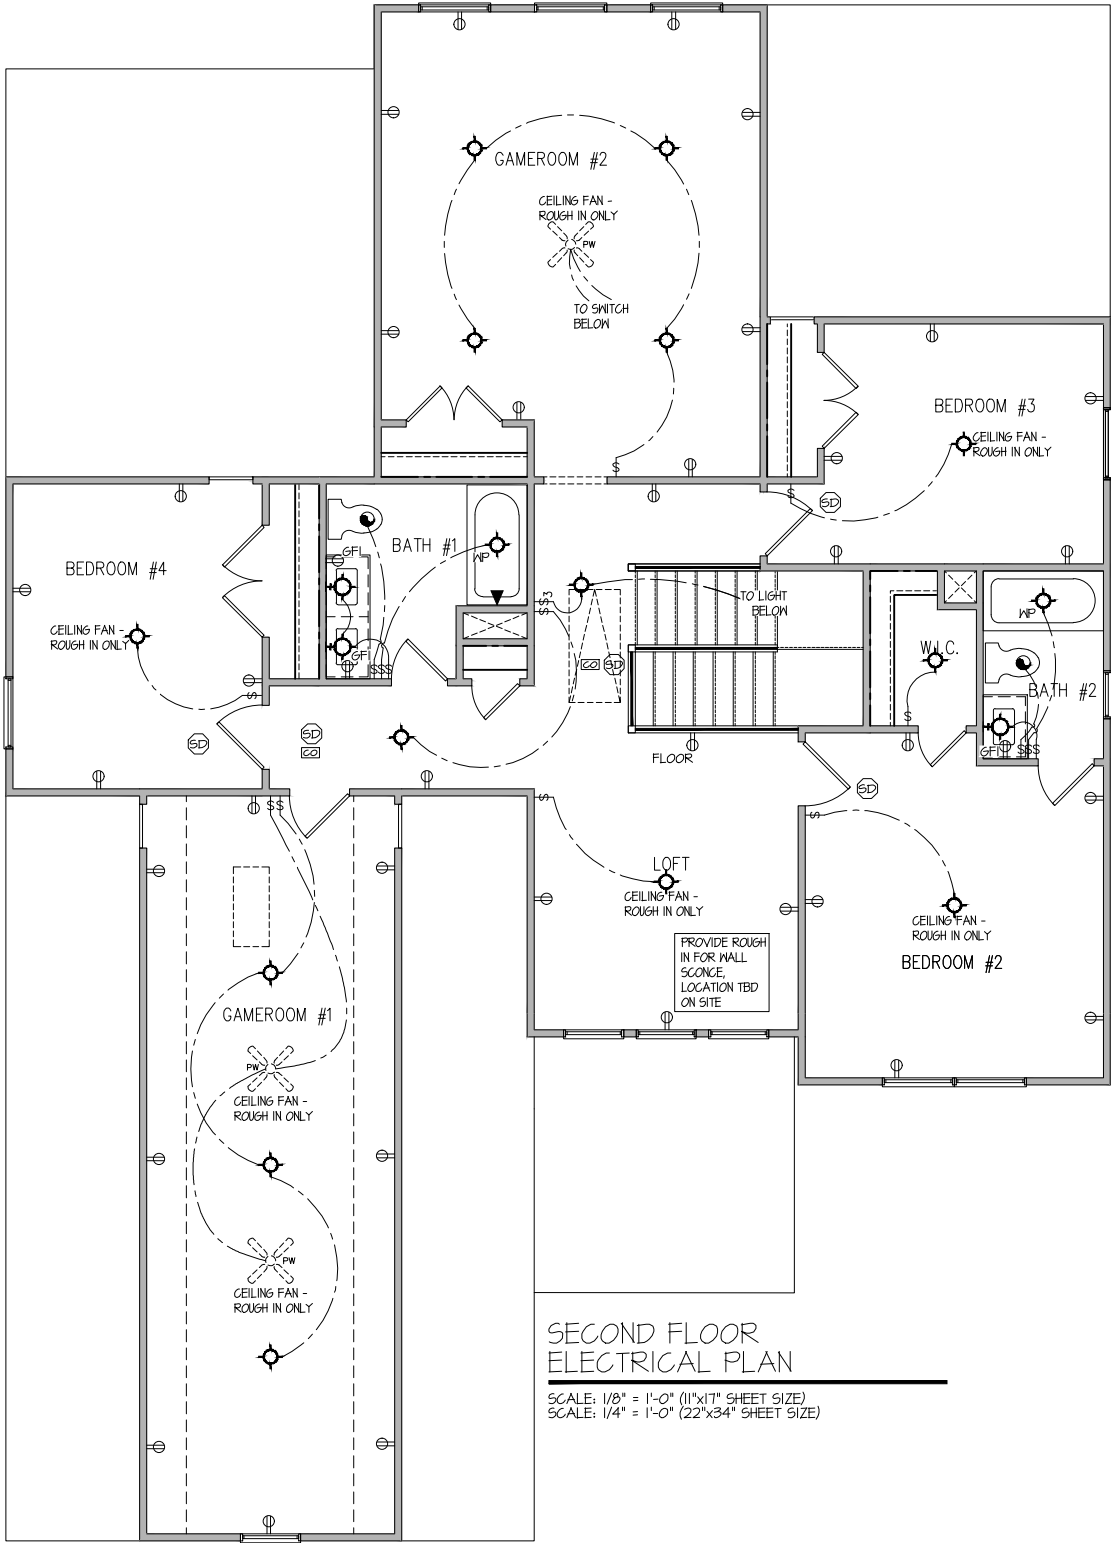 GAMEROOM #2
CEILING FAN -
ROUGH IN ONLY
PW
TO SWITCH
BELOW
S
BEDROOM #3
CEILING FAN -
ROUGH IN ONLY
S
SD
BEDROOM #4
CEILING FAN -
ROUGH IN ONLY
S
SD
BATH #1
GFI
GFI
WP
SSS
SS3
SS
TO LIGHT
BELOW
CO
SD
SD
CO
W.I.C.
S
BATH #2
WP
GFI
SSS
FLOOR
S
LOFT
CEILING FAN -
ROUGH IN ONLY
PROVIDE ROUGH
IN FOR WALL
SCONCE,
LOCATION TBD
ON SITE
SD
S
CEILING FAN -
ROUGH IN ONLY
BEDROOM #2
SS
GAMEROOM #1
PW
CEILING FAN -
ROUGH IN ONLY
PW
CEILING FAN -
ROUGH IN ONLY
SECOND FLOOR
ELECTRICAL PLAN
SCALE: 1/8" = 1'-0" (11"x17" SHEET SIZE)
SCALE: 1/4" = 1'-0" (22"x34" SHEET SIZE)